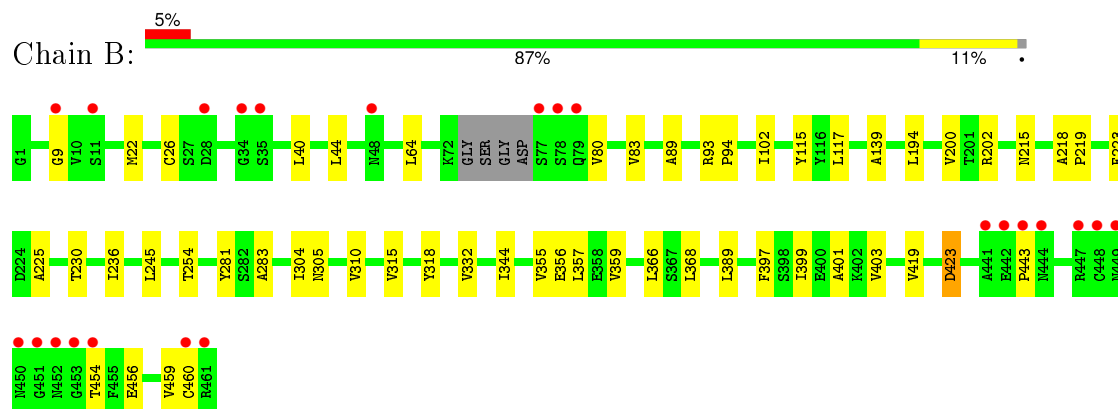 5%
Chain B:
87% 11% •
G1 G9 V10 S11 M22 C26 S27 D28 G34 S35 L40 L44 N48 L64 K72 GLY SER GLY ASP S77 S78 Q79 V80 V83 A89 R93 P94 I102 Y115 Y116 L117 A139 L194 V200 T201 R202 N215 A218 P219
D224 A225 T230 I236 L245 T254 Y281 S282 A283 I304 N305 V310 V315 Y318 V332 I344 V355 E356 L357 E358 V359 L366 S367 L368 L389 F397 S398 I399 E400 A401 K402 V403 V419 D423 A441 E442 P443 N444 R447 C448
N450 G451 N452 G453 T454 F455 E456 V459 C460 R461